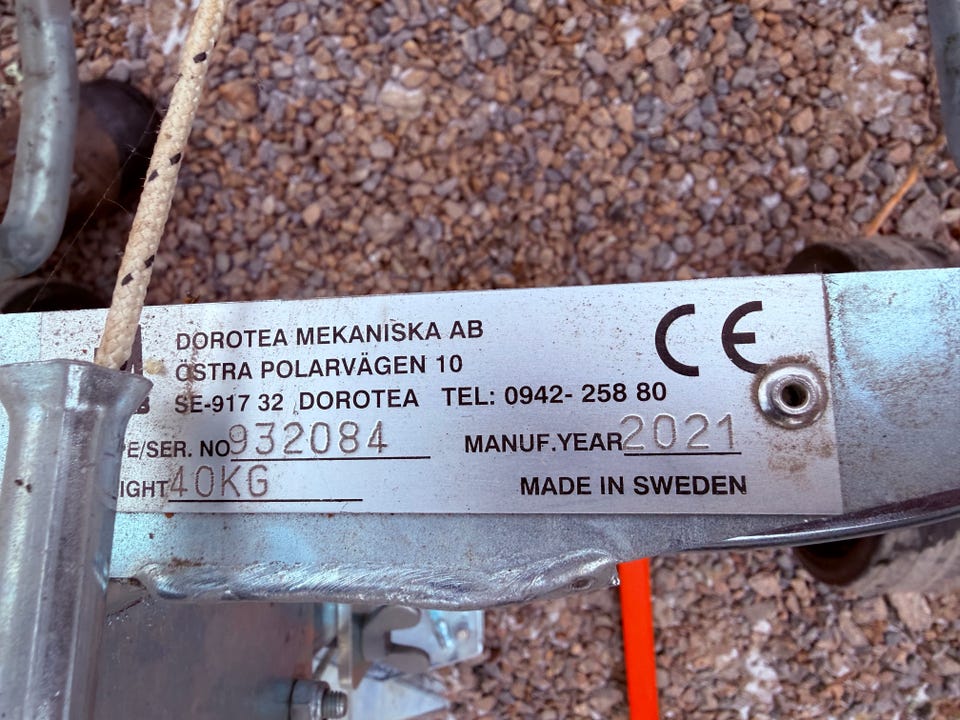 DOROTEA MEKANISKA AB
ÖSTRA POLARVÄGEN 10
SE-917 32 DOROTEA TEL: 0942- 258 80
PE/SER. NO 932084 MANUF.YEAR 2021
IGHT 40KG MADE IN SWEDEN
CE